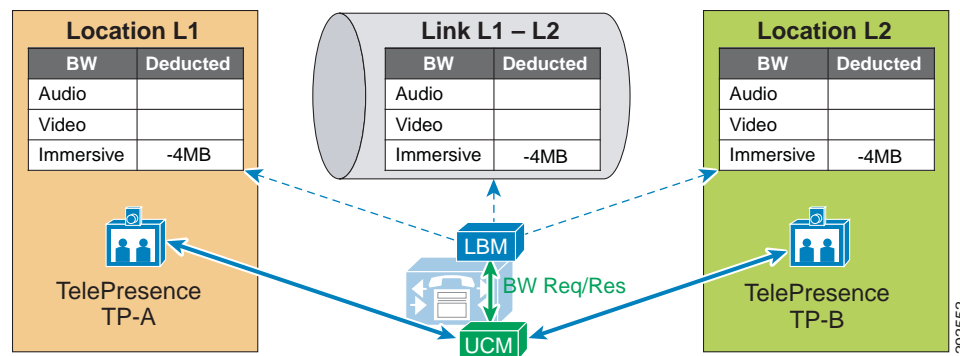 Location L1
BW Deducted
Audio
Video
Immersive -4MB
TelePresence
TP-A
Link L1 – L2
BW Deducted
Audio
Video
Immersive -4MB
LBM
BW Req/Res
UCM
Location L2
BW Deducted
Audio
Video
Immersive -4MB
TelePresence
TP-B